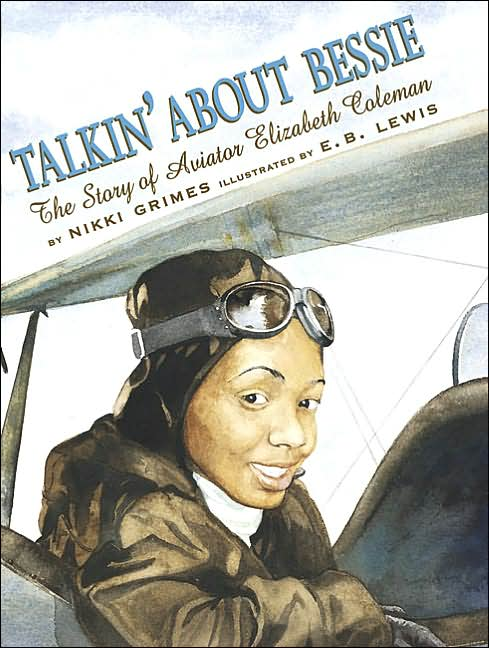 TALKIN' ABOUT BESSIE
The Story of Aviator Elizabeth Coleman
BY NIKKI GRIMES ILLUSTRATED BY E. B. LEWIS